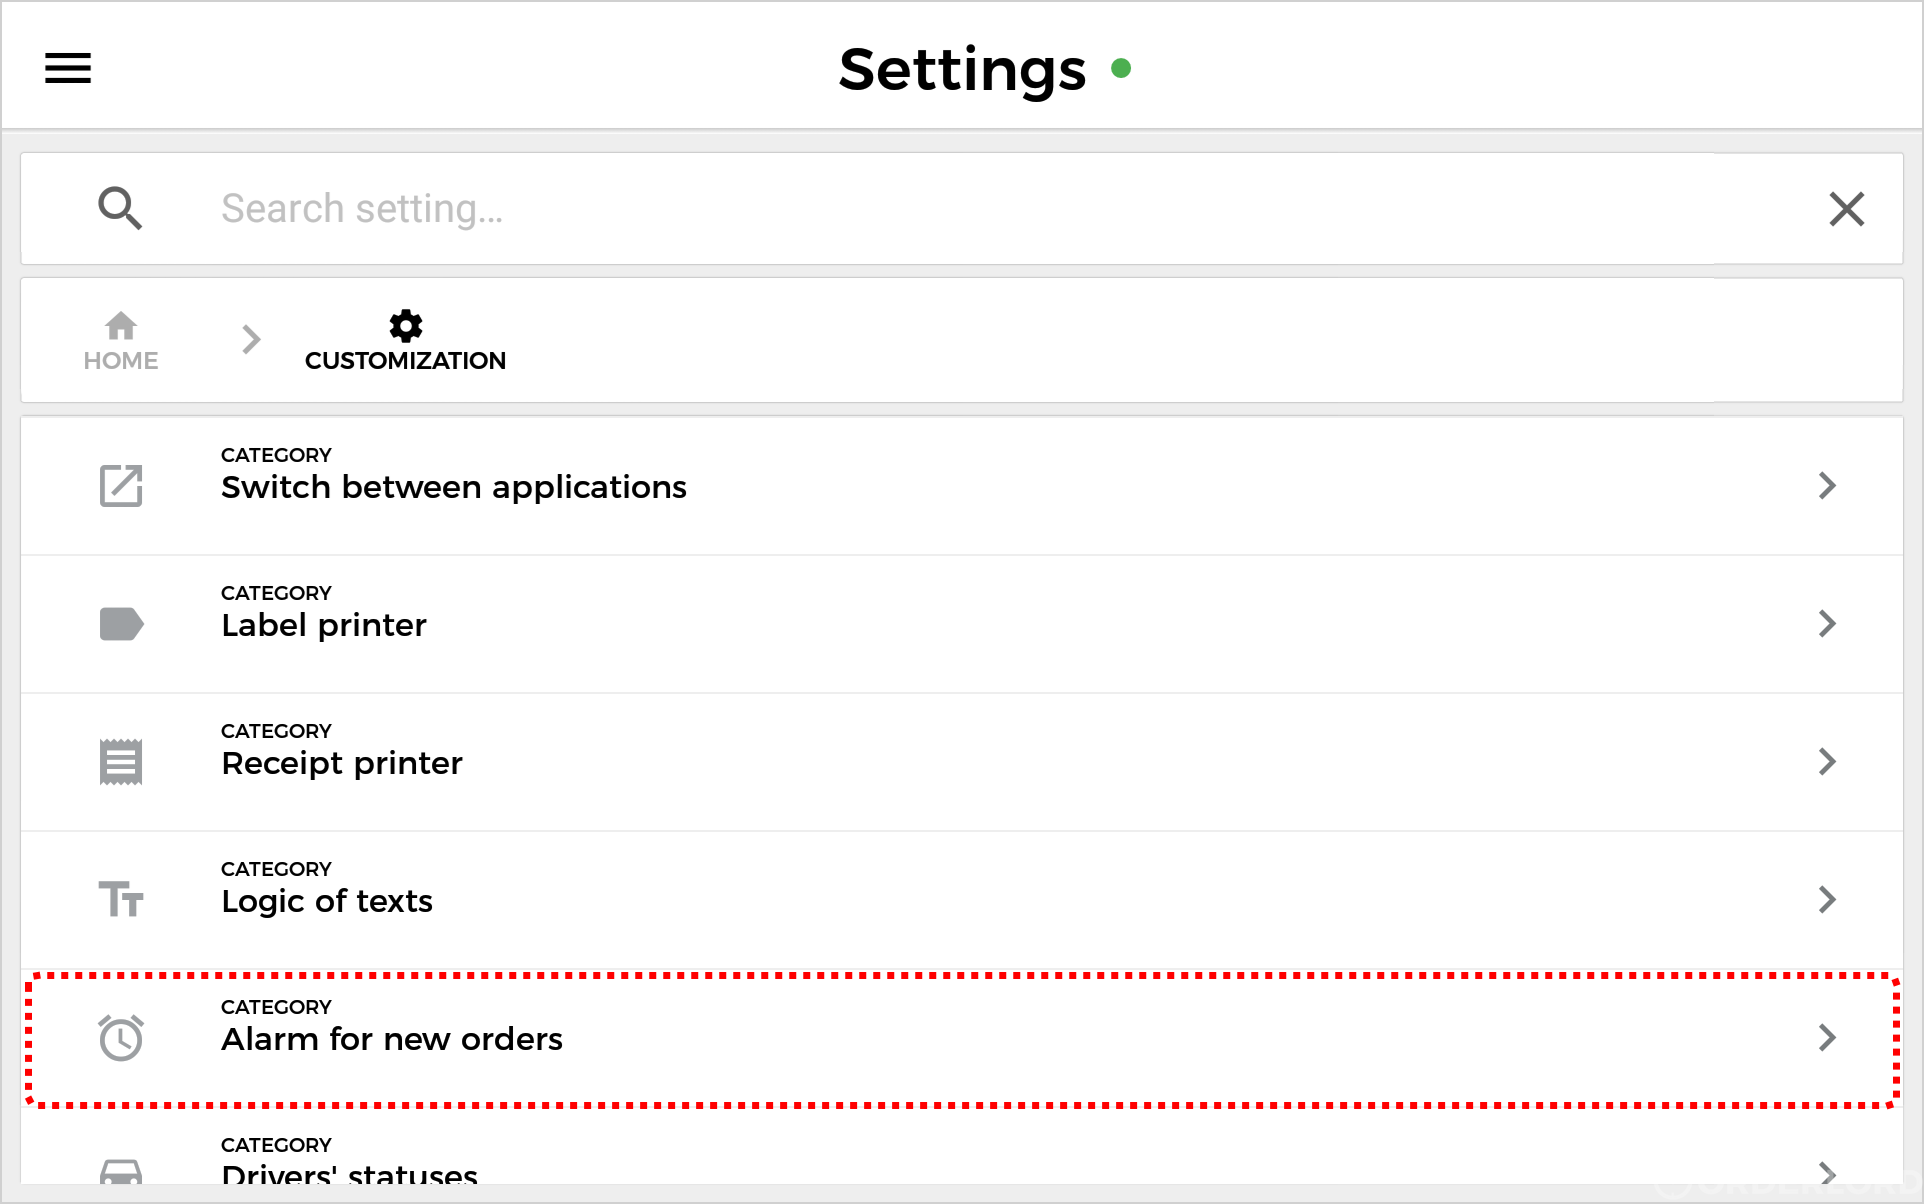 Settings
Search setting...
HOME
CUSTOMIZATION
CATEGORY
Switch between applications
CATEGORY
Label printer
CATEGORY
Receipt printer
CATEGORY
Logic of texts
CATEGORY
Alarm for new orders
CATEGORY
Drivers' statuses